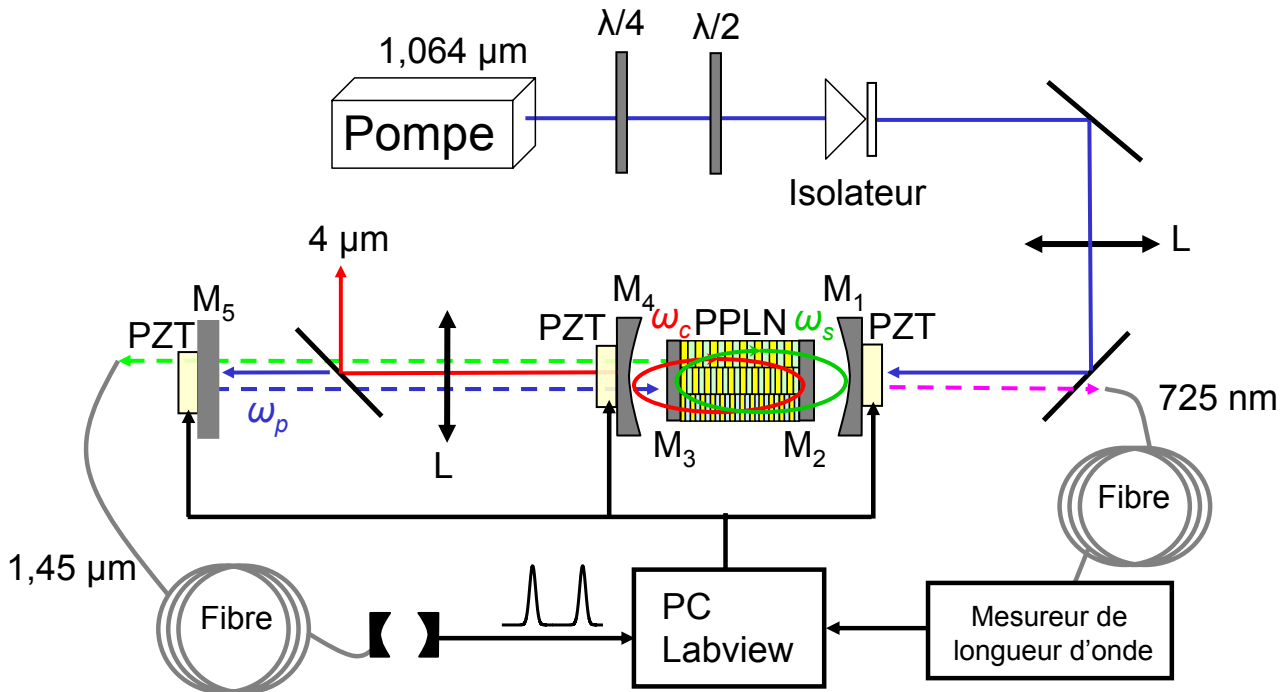 λ/4
λ/2
1,064 µm
Pompe
Isolateur
L
4 µm
M5
PZT
PZT
M4
ωc
PPLN
ωs
M1
PZT
ωp
L
M3
M2
725 nm
Fibre
1,45 µm
Fibre
PC
Labview
Mesureur de
longueur d’onde